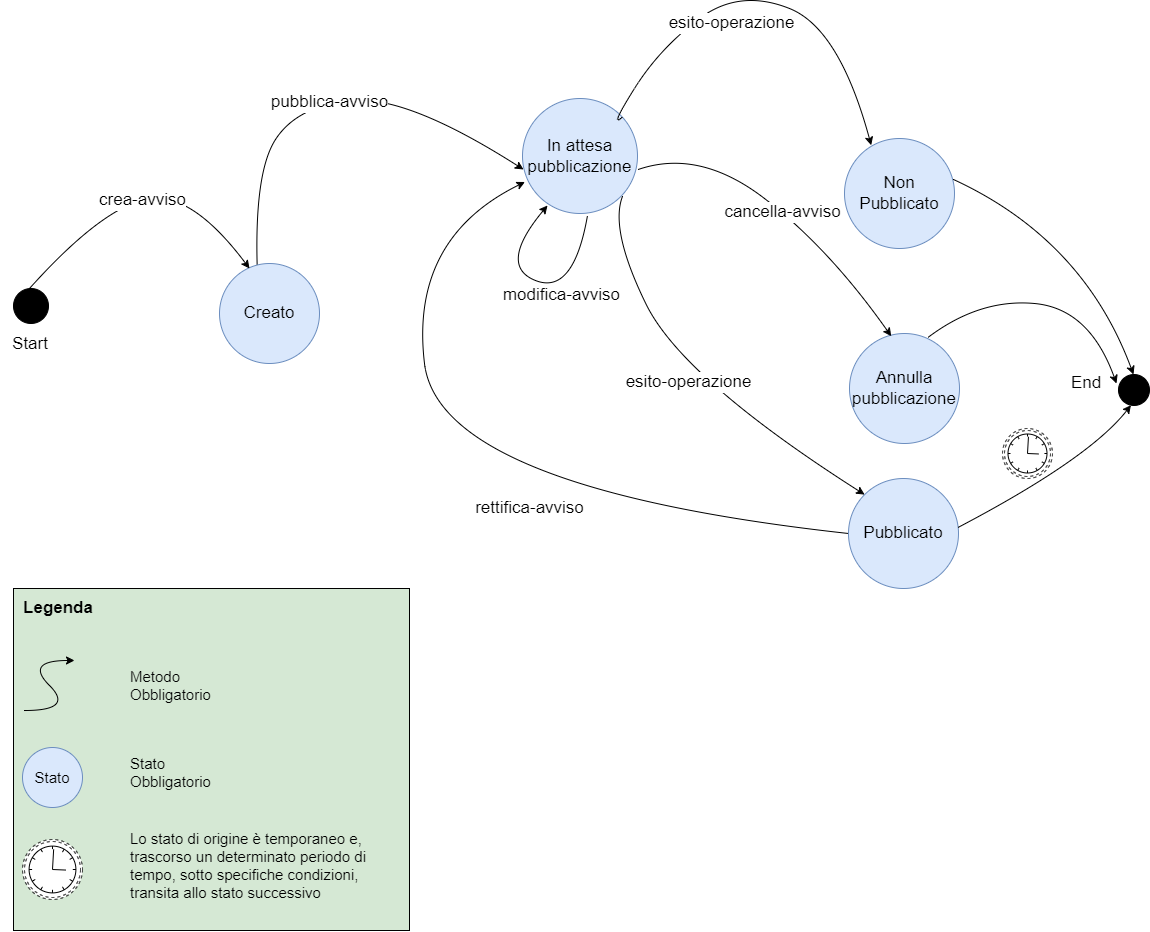 esito-operazione
pubblica-avviso
In attesa
pubblicazione
Non
Pubblicato
crea-avviso
cancella-avviso
modifica-avviso
Creato
Start
esito-operazione
Annulla
pubblicazione
End
rettifica-avviso
Pubblicato
Legenda
Metodo
Obbligatorio
Stato
Stato
Obbligatorio
Lo stato di origine è temporaneo e,
trascorso un determinato periodo di
tempo, sotto specifiche condizioni,
transita allo stato successivo